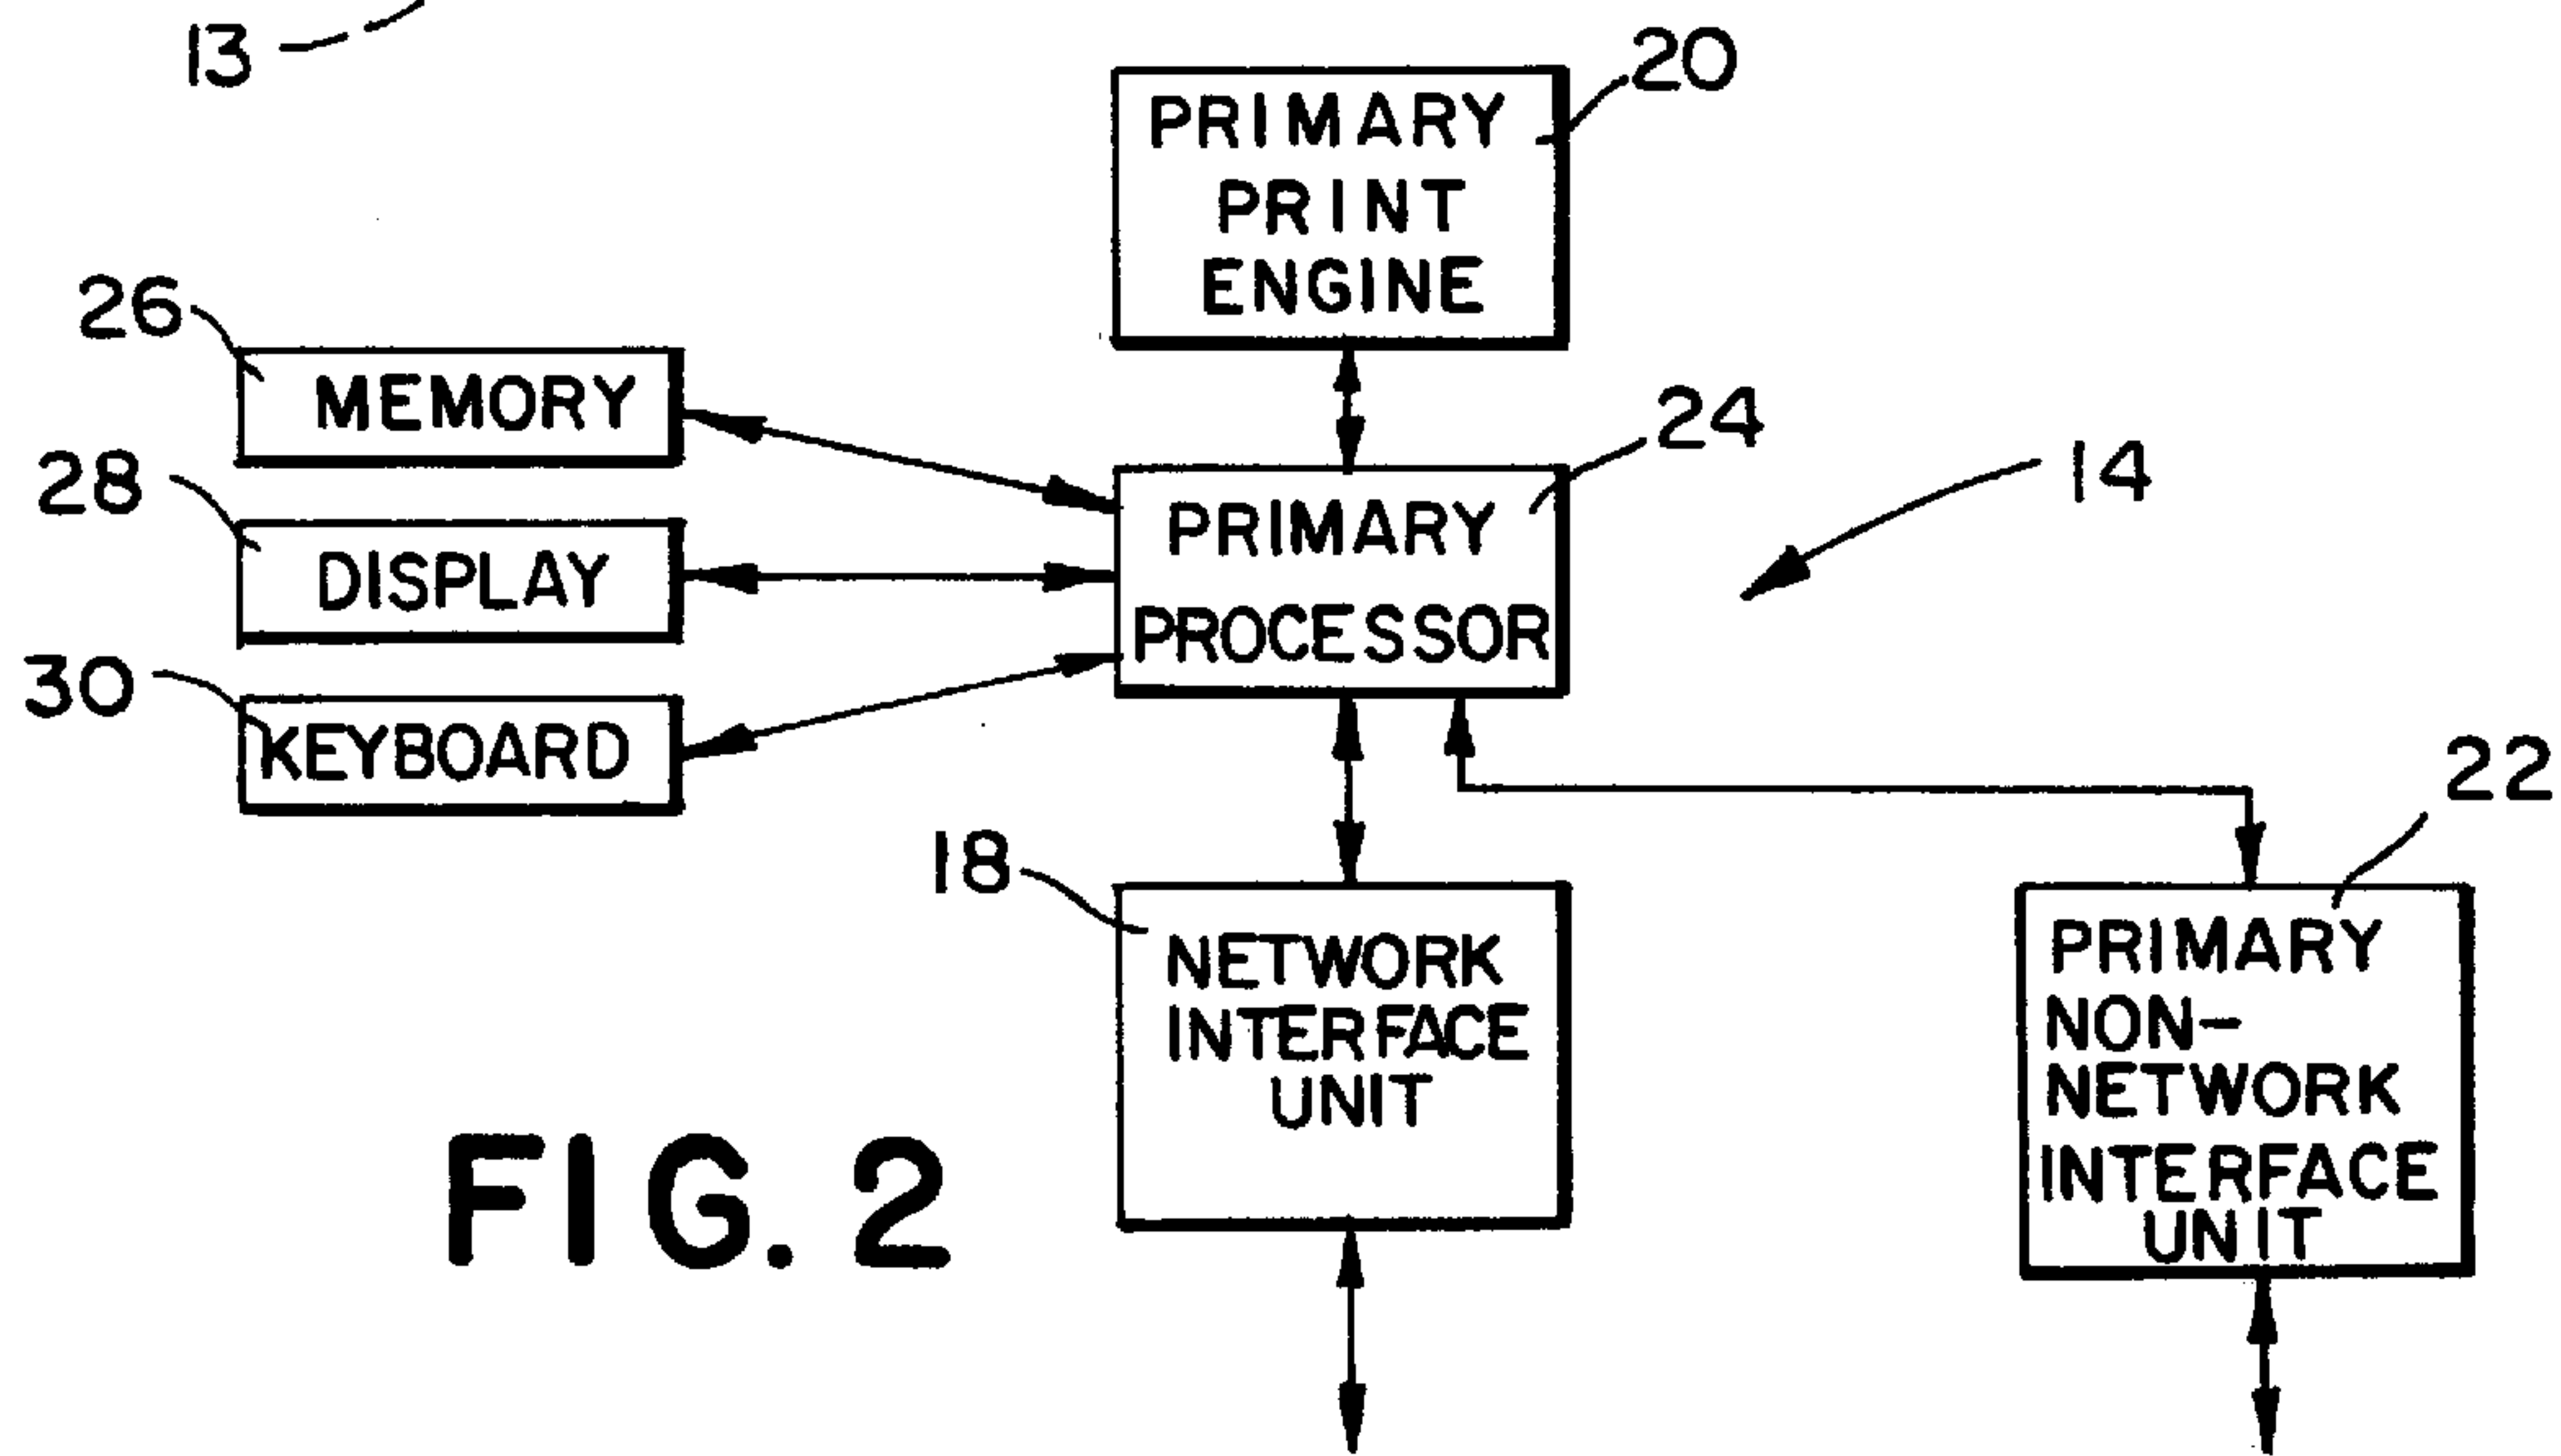 13
20
PRIMARY
PRINT
ENGINE
26
MEMORY
24
14
28
DISPLAY
PRIMARY
PROCESSOR
30
KEYBOARD
22
18
NETWORK
INTERFACE
UNIT
PRIMARY
NON-
NETWORK
INTERFACE
UNIT
FIG. 2